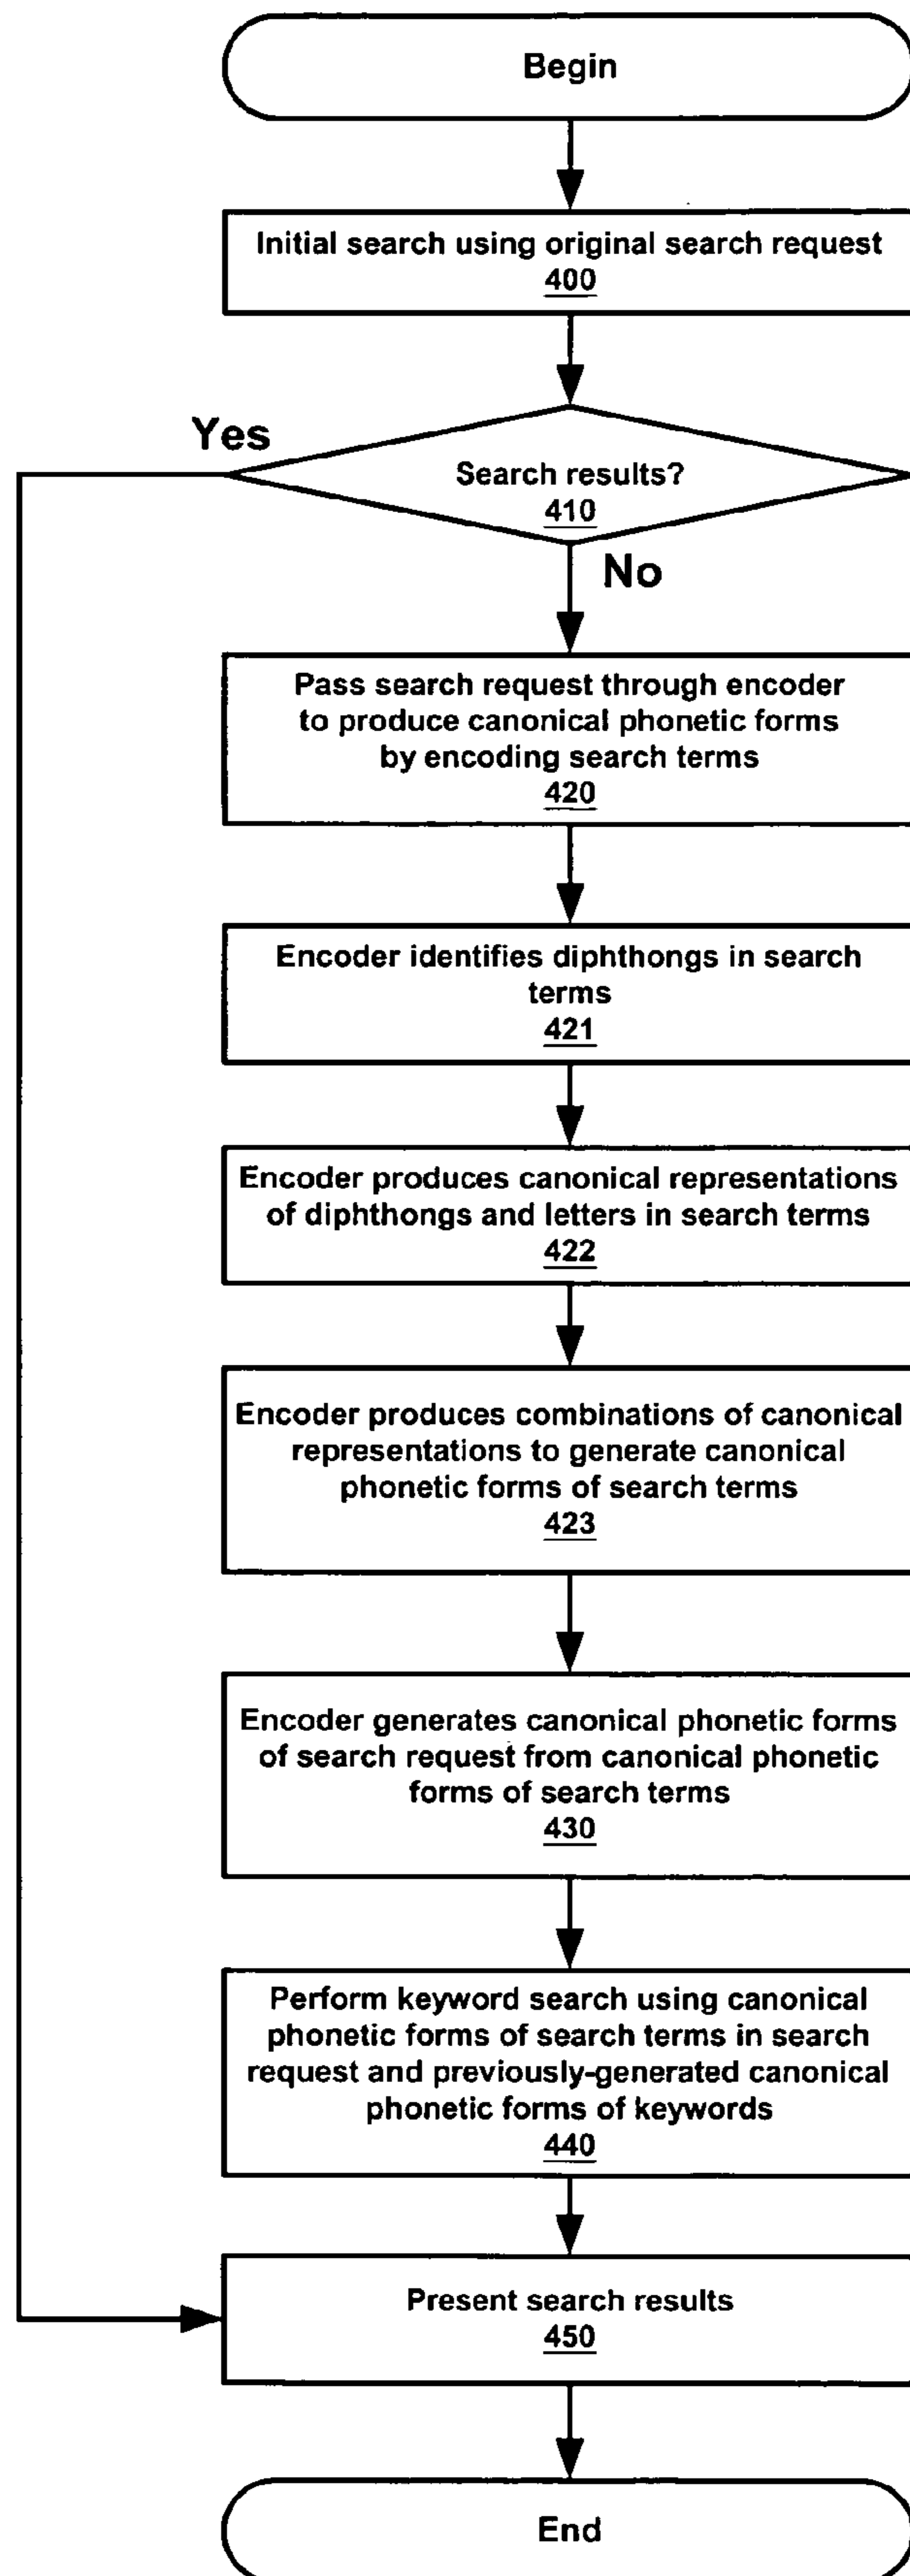 Begin
Initial search using original search request
400
Yes
Search results?
410
No
Pass search request through encoder
to produce canonical phonetic forms
by encoding search terms
420
Encoder identifies diphthongs in search
terms
421
Encoder produces canonical representations
of diphthongs and letters in search terms
422
Encoder produces combinations of canonical
representations to generate canonical
phonetic forms of search terms
423
Encoder generates canonical phonetic forms
of search request from canonical phonetic
forms of search terms
430
Perform keyword search using canonical
phonetic forms of search terms in search
request and previously-generated canonical
phonetic forms of keywords
440
Present search results
450
End